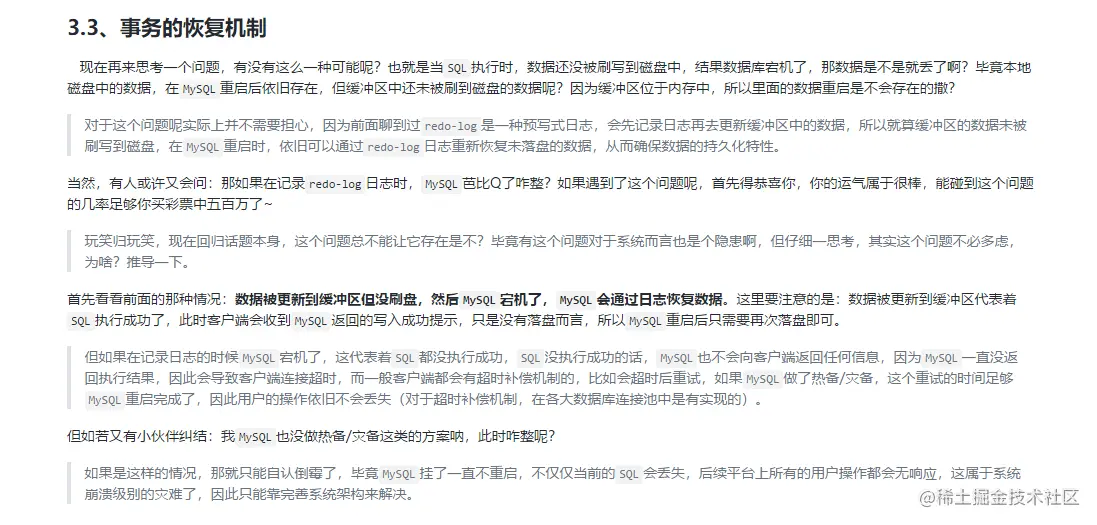 3.3、事务的恢复机制
现在再来思考一个问题，有没有这么一种可能呢？也就是当 SQL 执行时，数据还没被刷写到磁盘中，结果数据库宕机了，那数据是不是就丢了啊？毕竟本地
磁盘中的数据，在 MySQL 重启后依旧存在，但缓冲区中还未被刷到磁盘的数据呢？因为缓冲区位于内存中，所以里面的数据重启是不会存在的撒？
对于这个问题呢实际上并不需要担心，因为前面聊到过 redo-log 是一种预写式日志，会先记录日志再去更新缓冲区中的数据，所以就算缓冲区的数据未被
刷写到磁盘，在 MySQL 重启时，依旧可以通过 redo-log 日志重新恢复未落盘的数据，从而确保数据的持久化特性。
当然，有人或许又会问：那如果在记录 redo-log 日志时，MySQL 芭比Q了咋整？如果遇到了这个问题呢，首先得恭喜你，你的运气属于很棒，能碰到这个问题
的几率足够你买彩票中五百万了~
玩笑归玩笑，现在回归话题本身，这个问题总不能让它存在是不？毕竟有这个问题对于系统而言也是个隐患啊，但仔细一思考，其实这个问题不必多虑，
为啥？推导一下。
首先看看前面的那种情况：数据被更新到缓冲区但没刷盘，然后 MySQL 宕机了，MySQL 会通过日志恢复数据。这里要注意的是：数据被更新到缓冲区代表着
SQL 执行成功了，此时客户端会收到 MySQL 返回的写入成功提示，只是没有落盘而言，所以 MySQL 重启后只需要再次落盘即可。
但如果在记录日志的时候 MySQL 宕机了，这代表着 SQL 都没执行成功，SQL 没执行成功的话，MySQL 也不会向客户端返回任何信息，因为 MySQL 一直没返
回执行结果，因此会导致客户端连接超时，而一般客户端都会有超时补偿机制的，比如会超时后重试，如果 MySQL 做了热备/灾备，这个重试的时间足够
MySQL 重启完成了，因此用户的操作依旧不会丢失（对于超时补偿机制，在各大数据库连接池中是有实现的）。
但如若又有小伙伴纠结：我 MySQL 也没做热备/灾备这类的方案呐，此时咋整呢？
如果是这样的情况，那就只能自认倒霉了，毕竟 MySQL 挂了一直不重启，不仅仅当前的 SQL 会丢失，后续平台上所有的用户操作都会无响应，这属于系统
崩溃级别的灾难了，因此只能靠完善系统架构来解决。
@稀土掘金技术社区